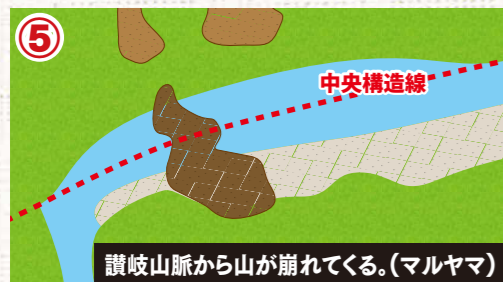 ⑤
中央構造線
讃岐山脈から山が崩れてくる。(マルヤマ)